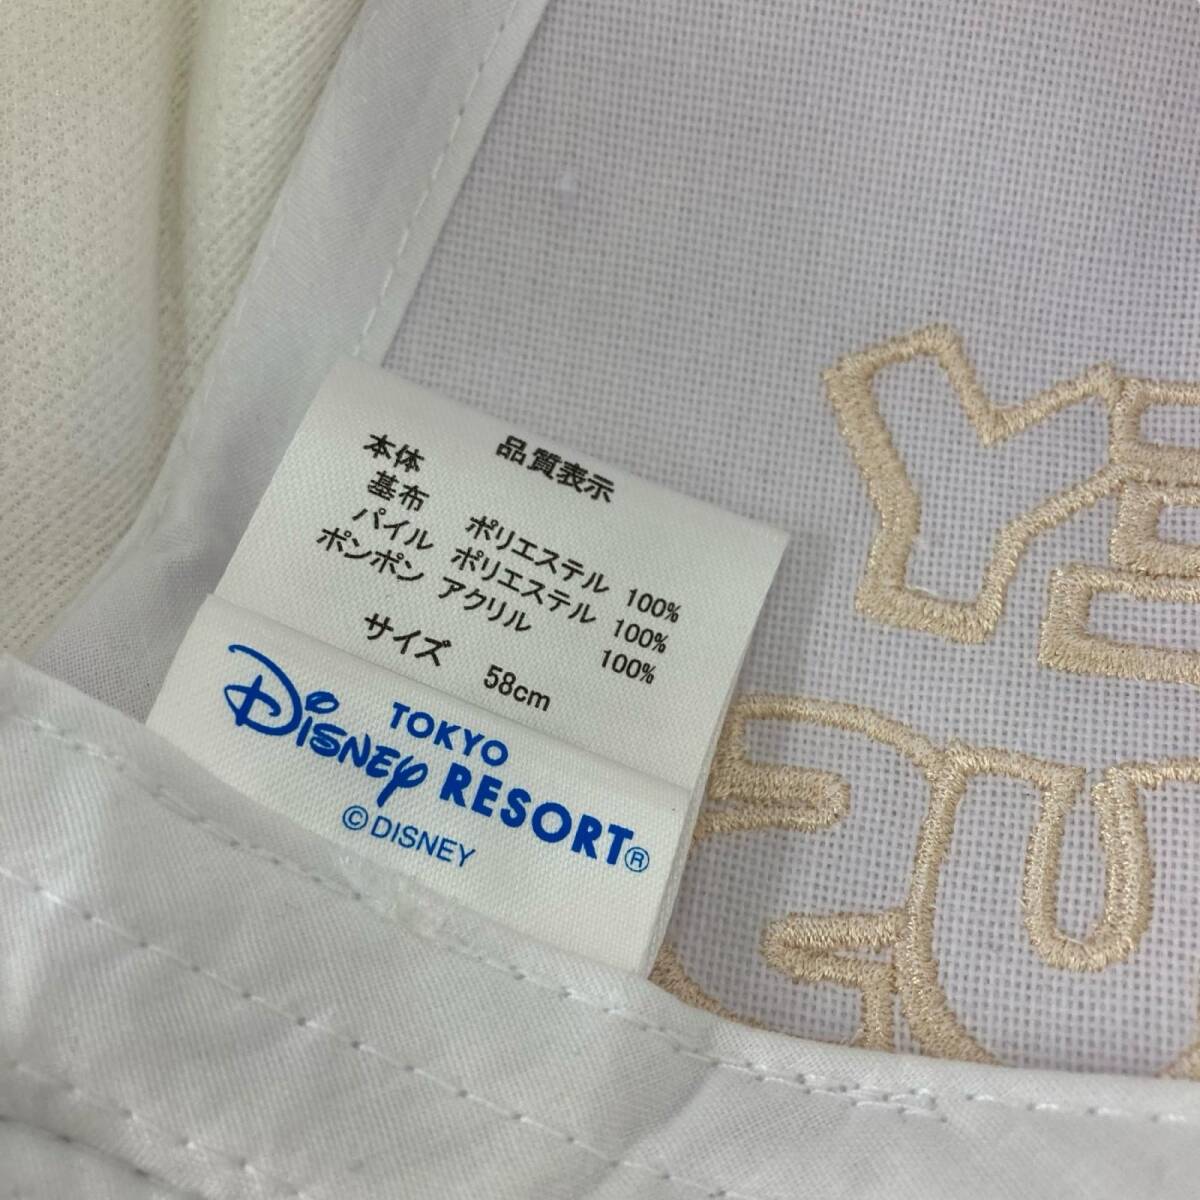 品質表示
本体
基布 ポリエステル 100%
パイル ポリエステル 100%
ポンポン アクリル 100%
サイズ 58cm
TOKYO
DISNEY RESORT®
©DISNEY
YE